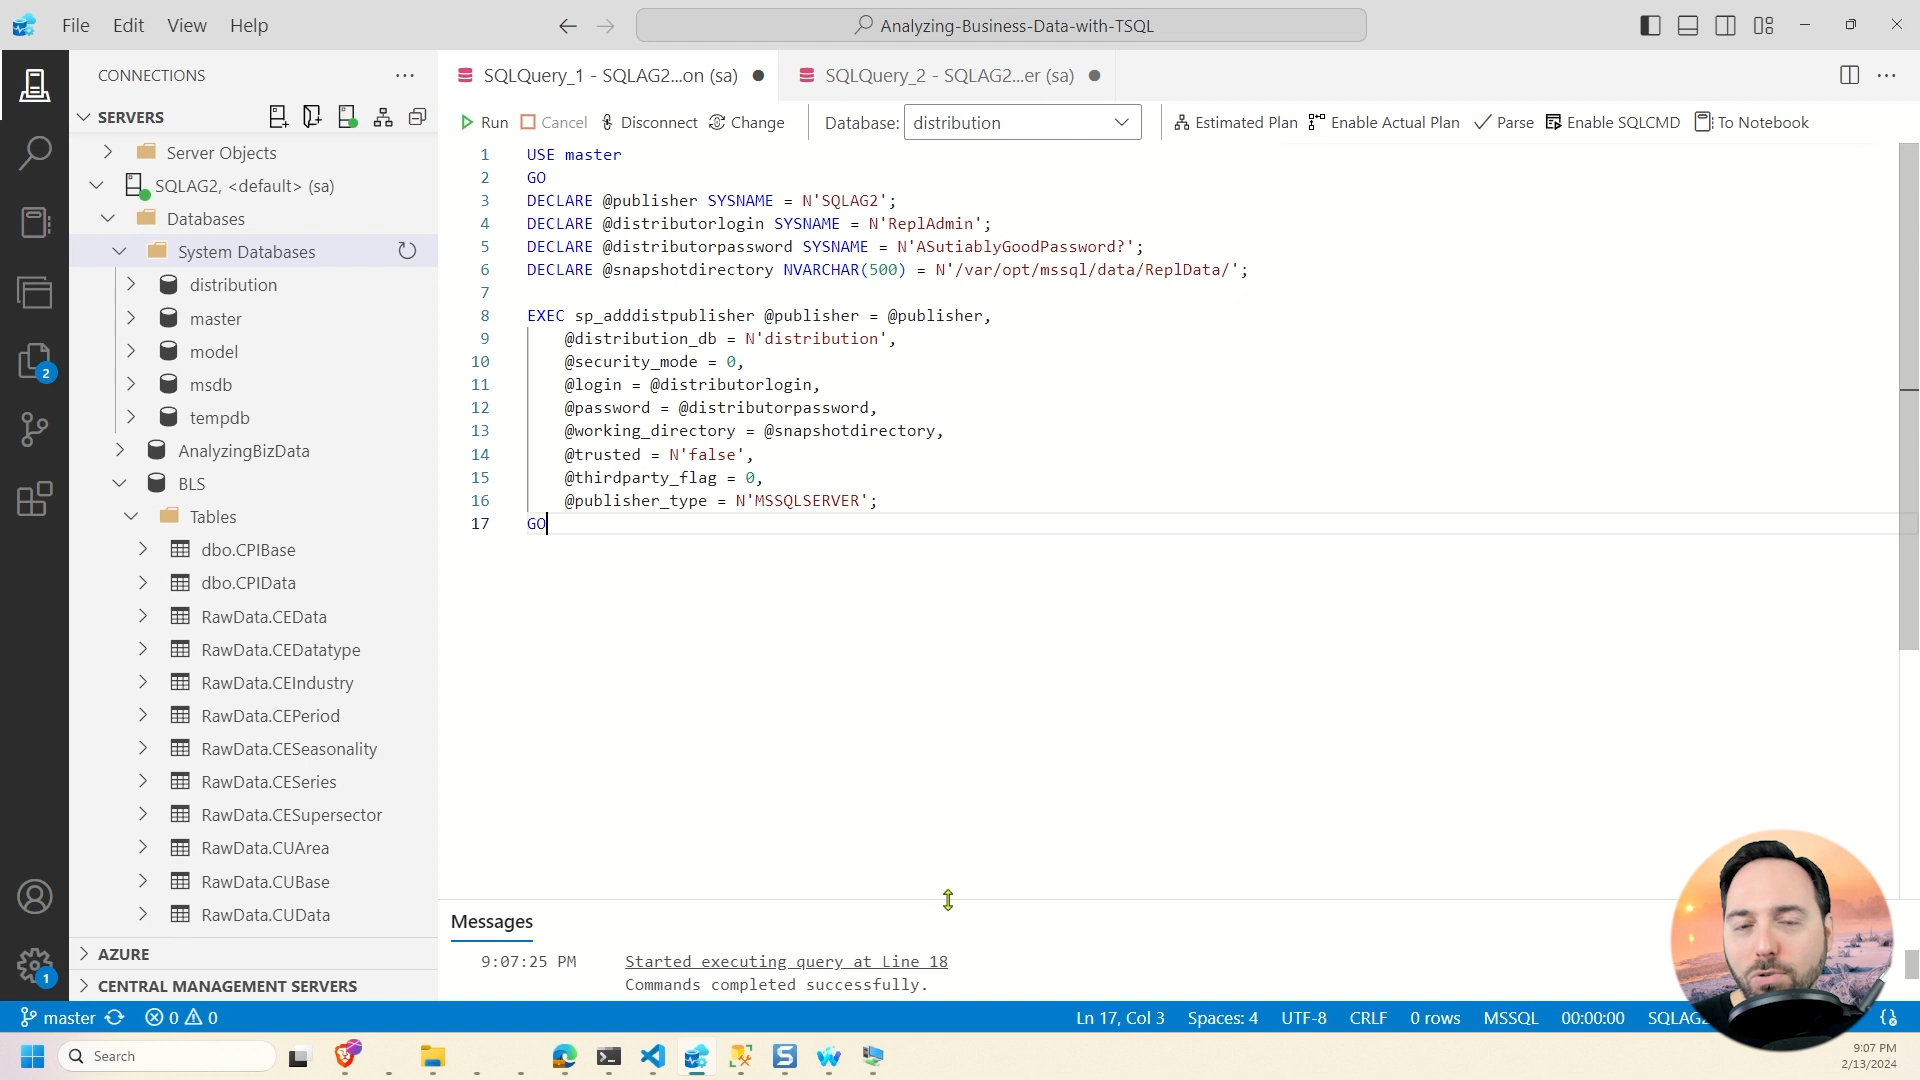 File Edit View Help
Analyzing-Business-Data-with-TSQL
CONNECTIONS
SERVERS
Server Objects
SQLAG2, <default> (sa)
Databases
System Databases
distribution
master
model
msdb
tempdb
AnalyzingBizData
BLS
Tables
dbo.CPIBase
dbo.CPIData
RawData.CEData
RawData.CEDatatype
RawData.CEIndustry
RawData.CEPeriod
RawData.CESeasonality
RawData.CESeries
RawData.CESupersector
RawData.CUArea
RawData.CUBase
RawData.CUData
AZURE
CENTRAL MANAGEMENT SERVERS
2
1
SQLQuery_1 - SQLAG2...on (sa)
SQLQuery_2 - SQLAG2...er (sa)
Run Cancel Disconnect Change Database: distribution Estimated Plan Enable Actual Plan Parse Enable SQLCMD To Notebook
1 USE master
2 GO
3 DECLARE @publisher SYSNAME = N'SQLAG2';
4 DECLARE @distributorlogin SYSNAME = N'ReplAdmin';
5 DECLARE @distributorpassword SYSNAME = N'ASutiablyGoodPassword?';
6 DECLARE @snapshotdirectory NVARCHAR(500) = N'/var/opt/mssql/data/ReplData/';
7
8 EXEC sp_adddistpublisher @publisher = @publisher,
9 @distribution_db = N'distribution',
10 @security_mode = 0,
11 @login = @distributorlogin,
12 @password = @distributorpassword,
13 @working_directory = @snapshotdirectory,
14 @trusted = N'false',
15 @thirdparty_flag = 0,
16 @publisher_type = N'MSSQLSERVER';
17 GO
Messages
9:07:25 PM Started executing query at Line 18
Commands completed successfully.
master 0 0
Ln 17, Col 3 Spaces: 4 UTF-8 CRLF 0 rows MSSQL 00:00:00
Search
9:07 PM
2/13/2024